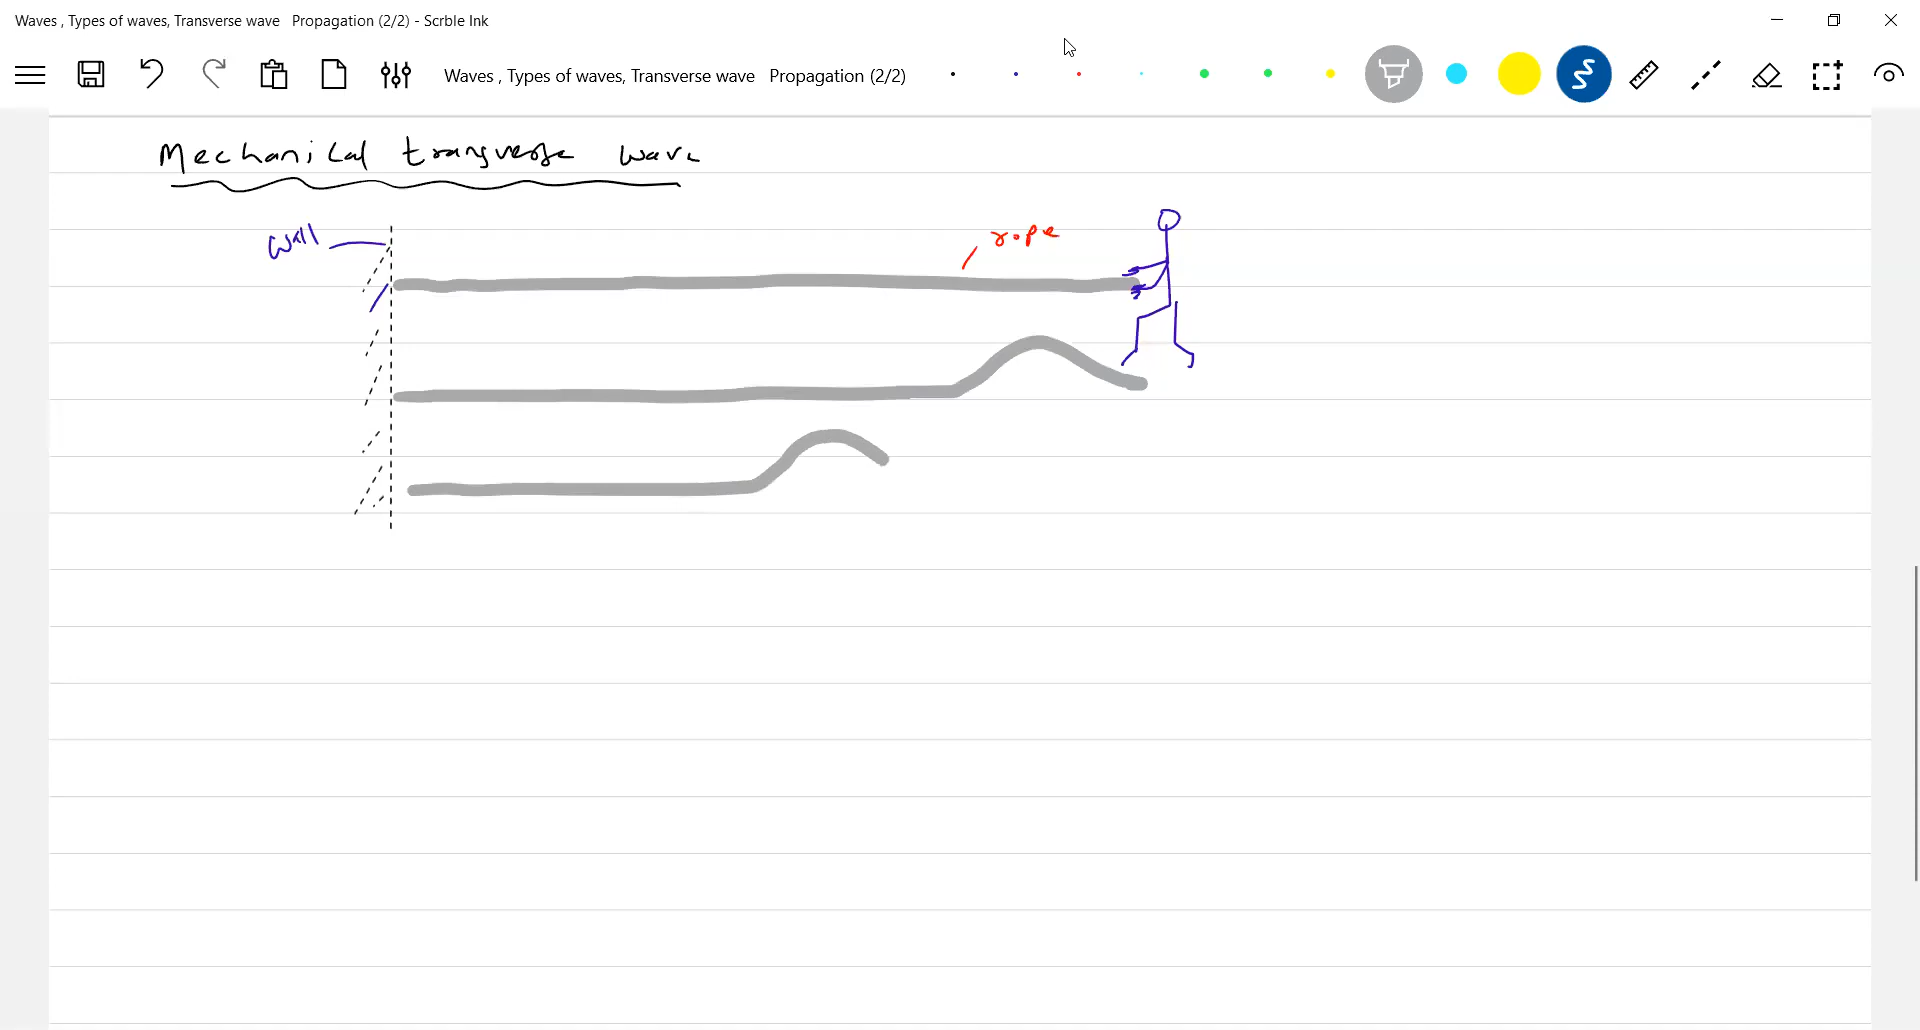 Waves , Types of waves, Transverse wave Propagation (2/2) - Scrble Ink
Waves , Types of waves, Transverse wave Propagation (2/2)
Mechanical transverse wave
wall
rope